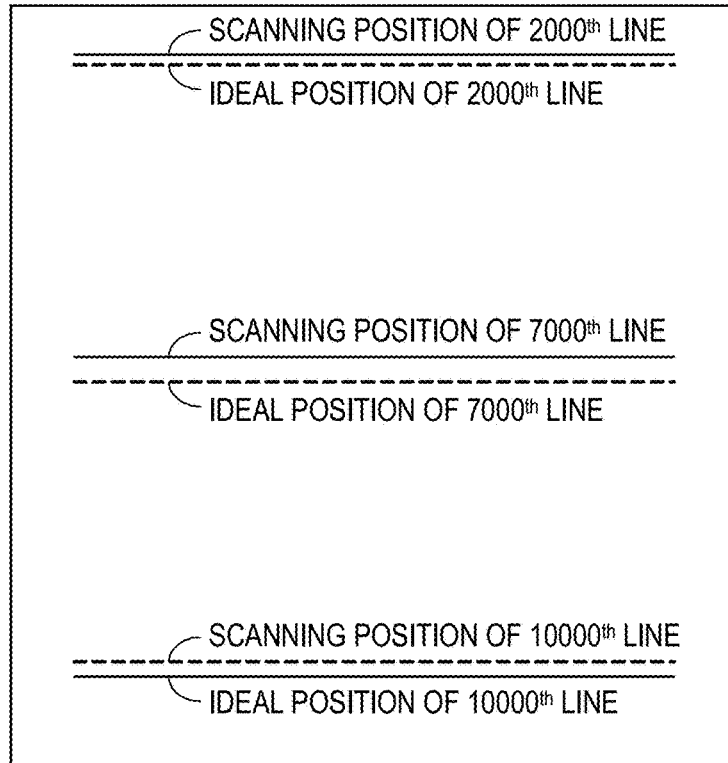 SCANNING POSITION OF 2000th LINE
IDEAL POSITION OF 2000th LINE
SCANNING POSITION OF 7000th LINE
IDEAL POSITION OF 7000th LINE
SCANNING POSITION OF 10000th LINE
IDEAL POSITION OF 10000th LINE